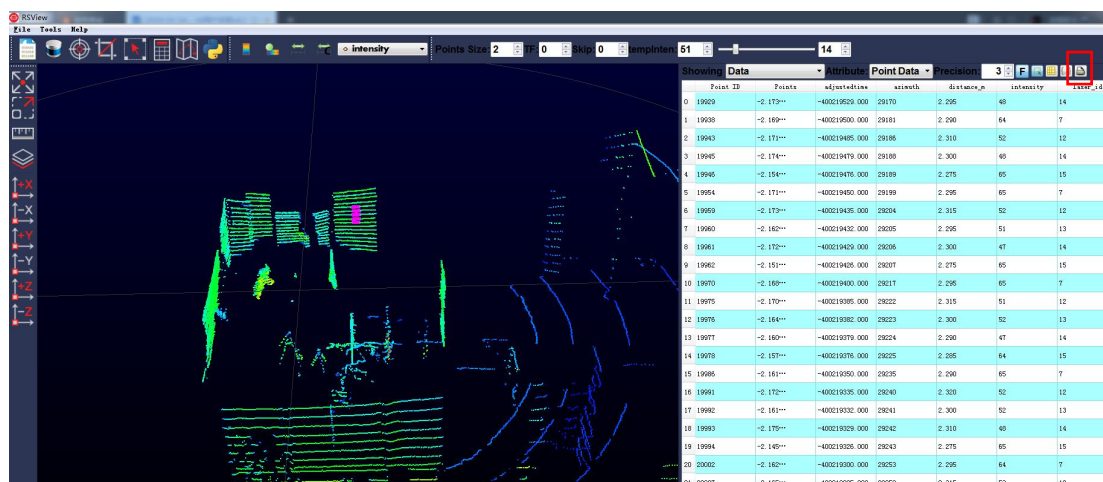 RSView
File Tools Help
intensity Points Size: 2 TF: 0 Skip: 0 tempInten: 51 14
Showing Data Attribute: Point Data Precision: 3 F
Point ID Points adjustedtime azimuth distance_m intensity laser_id
0 19929 -2.173··· -400219529.000 29170 2.295 48 14
1 19938 -2.169··· -400219500.000 29181 2.290 64 7
2 19943 -2.171··· -400219485.000 29186 2.310 52 12
3 19945 -2.174··· -400219479.000 29188 2.300 48 14
4 19946 -2.154··· -400219476.000 29189 2.275 65 15
5 19954 -2.171··· -400219450.000 29199 2.295 65 7
6 19959 -2.173··· -400219435.000 29204 2.315 52 12
7 19960 -2.162··· -400219432.000 29205 2.295 51 13
8 19961 -2.172··· -400219429.000 29206 2.300 47 14
9 19962 -2.151··· -400219426.000 29207 2.275 65 15
10 19970 -2.168··· -400219400.000 29217 2.295 65 7
11 19975 -2.170··· -400219385.000 29222 2.315 51 12
12 19976 -2.164··· -400219382.000 29223 2.300 52 13
13 19977 -2.160··· -400219379.000 29224 2.290 47 14
14 19978 -2.157··· -400219376.000 29225 2.285 64 15
15 19986 -2.161··· -400219350.000 29235 2.290 65 7
16 19991 -2.172··· -400219335.000 29240 2.320 52 12
17 19992 -2.161··· -400219332.000 29241 2.300 52 13
18 19993 -2.175··· -400219329.000 29242 2.310 48 14
19 19994 -2.145··· -400219326.000 29243 2.275 65 15
20 20002 -2.162··· -400219300.000 29253 2.295 64 7
+X
-X
+Y
-Y
+Z
-Z